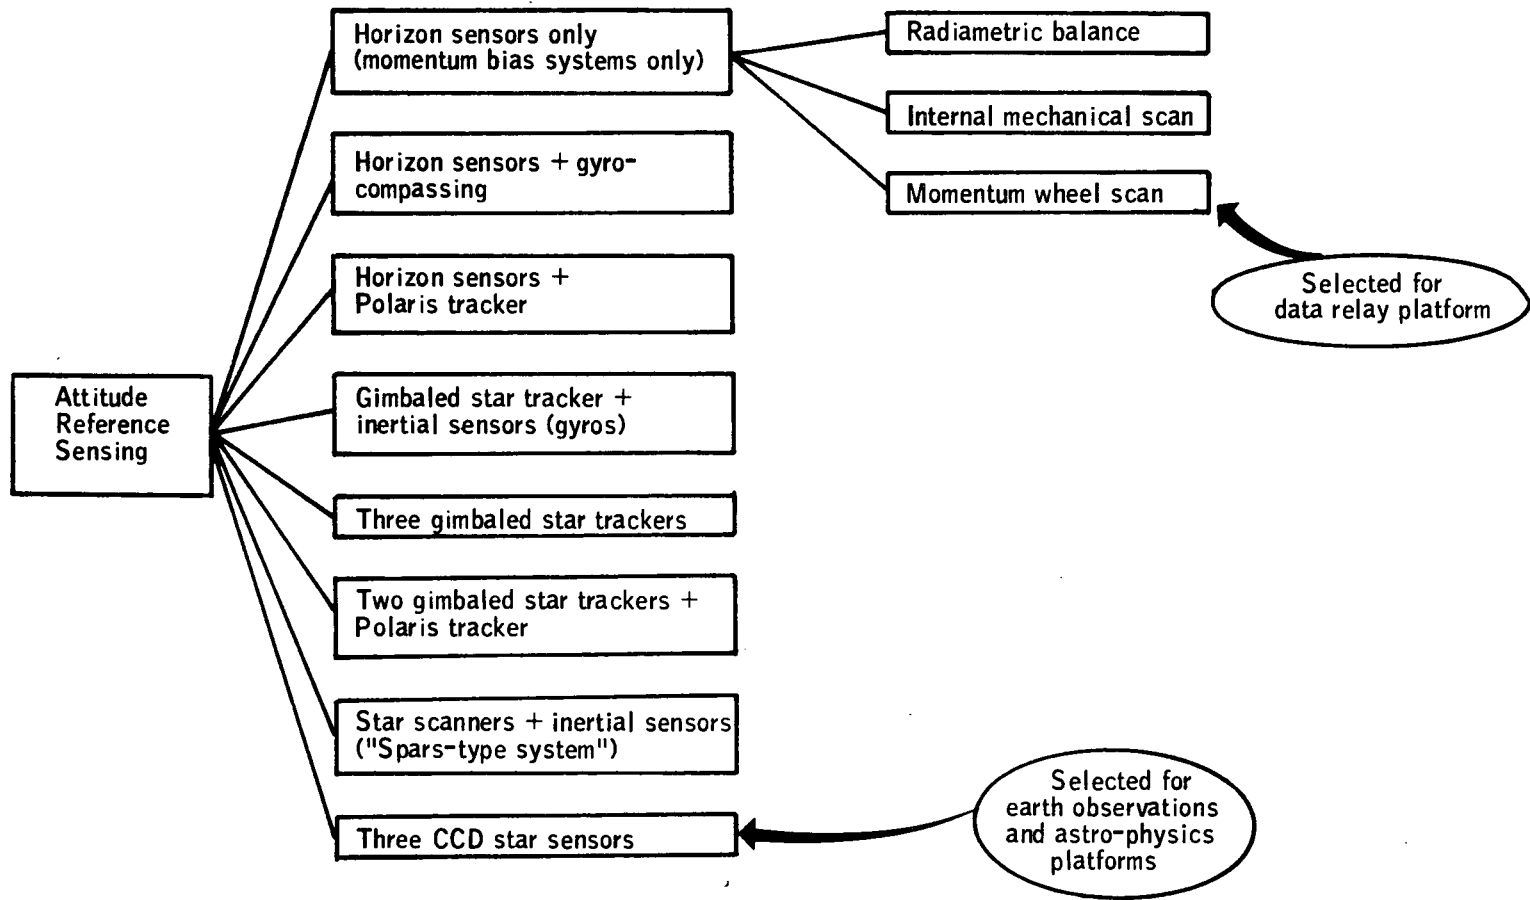 Attitude
Reference
Sensing
Horizon sensors only
(momentum bias systems only)
Horizon sensors + gyro-
compassing
Horizon sensors +
Polaris tracker
Gimbaled star tracker +
inertial sensors (gyros)
Three gimbaled star trackers
Two gimbaled star trackers +
Polaris tracker
Star scanners + inertial sensors
("Spars-type system")
Three CCD star sensors
Radiametric balance
Internal mechanical scan
Momentum wheel scan
Selected for
data relay platform
Selected for
earth observations
and astro-physics
platforms